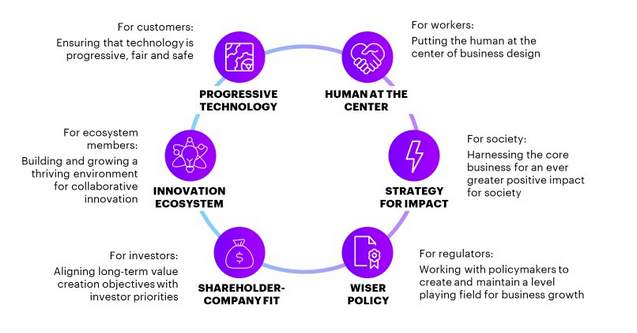 For customers:
Ensuring that technology is
progressive, fair and safe
PROGRESSIVE
TECHNOLOGY
For workers:
Putting the human at the
center of business design
HUMAN AT THE
CENTER
For ecosystem
members:
Building and growing a
thriving environment
for collaborative
innovation
INNOVATION
ECOSYSTEM
For society:
Harnessing the core
business for an ever
greater positive impact
for society
STRATEGY
FOR IMPACT
For investors:
Aligning long-term value
creation objectives with
investor priorities
$
SHAREHOLDER-
COMPANY FIT
For regulators:
Working with policymakers to
create and maintain a level
playing field for business growth
WISER
POLICY